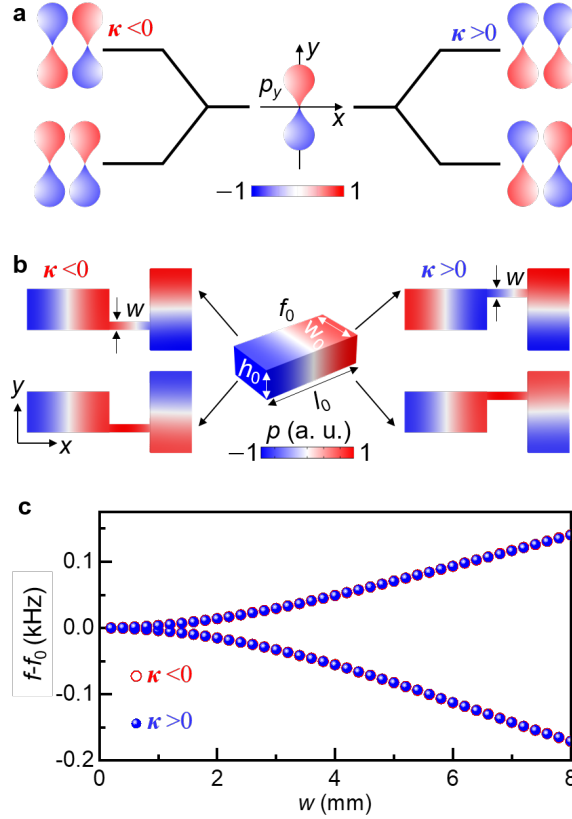 a
κ <0
κ >0
y
p_y
x
−1
1
b
κ <0
κ >0
w
f_0
w
w_0
h_0
l_0
y
x
p (a. u.)
−1
1
c
f-f_0 (kHz)
0.1
0.0
-0.1
-0.2
κ <0
κ >0
0
2
4
6
8
w (mm)